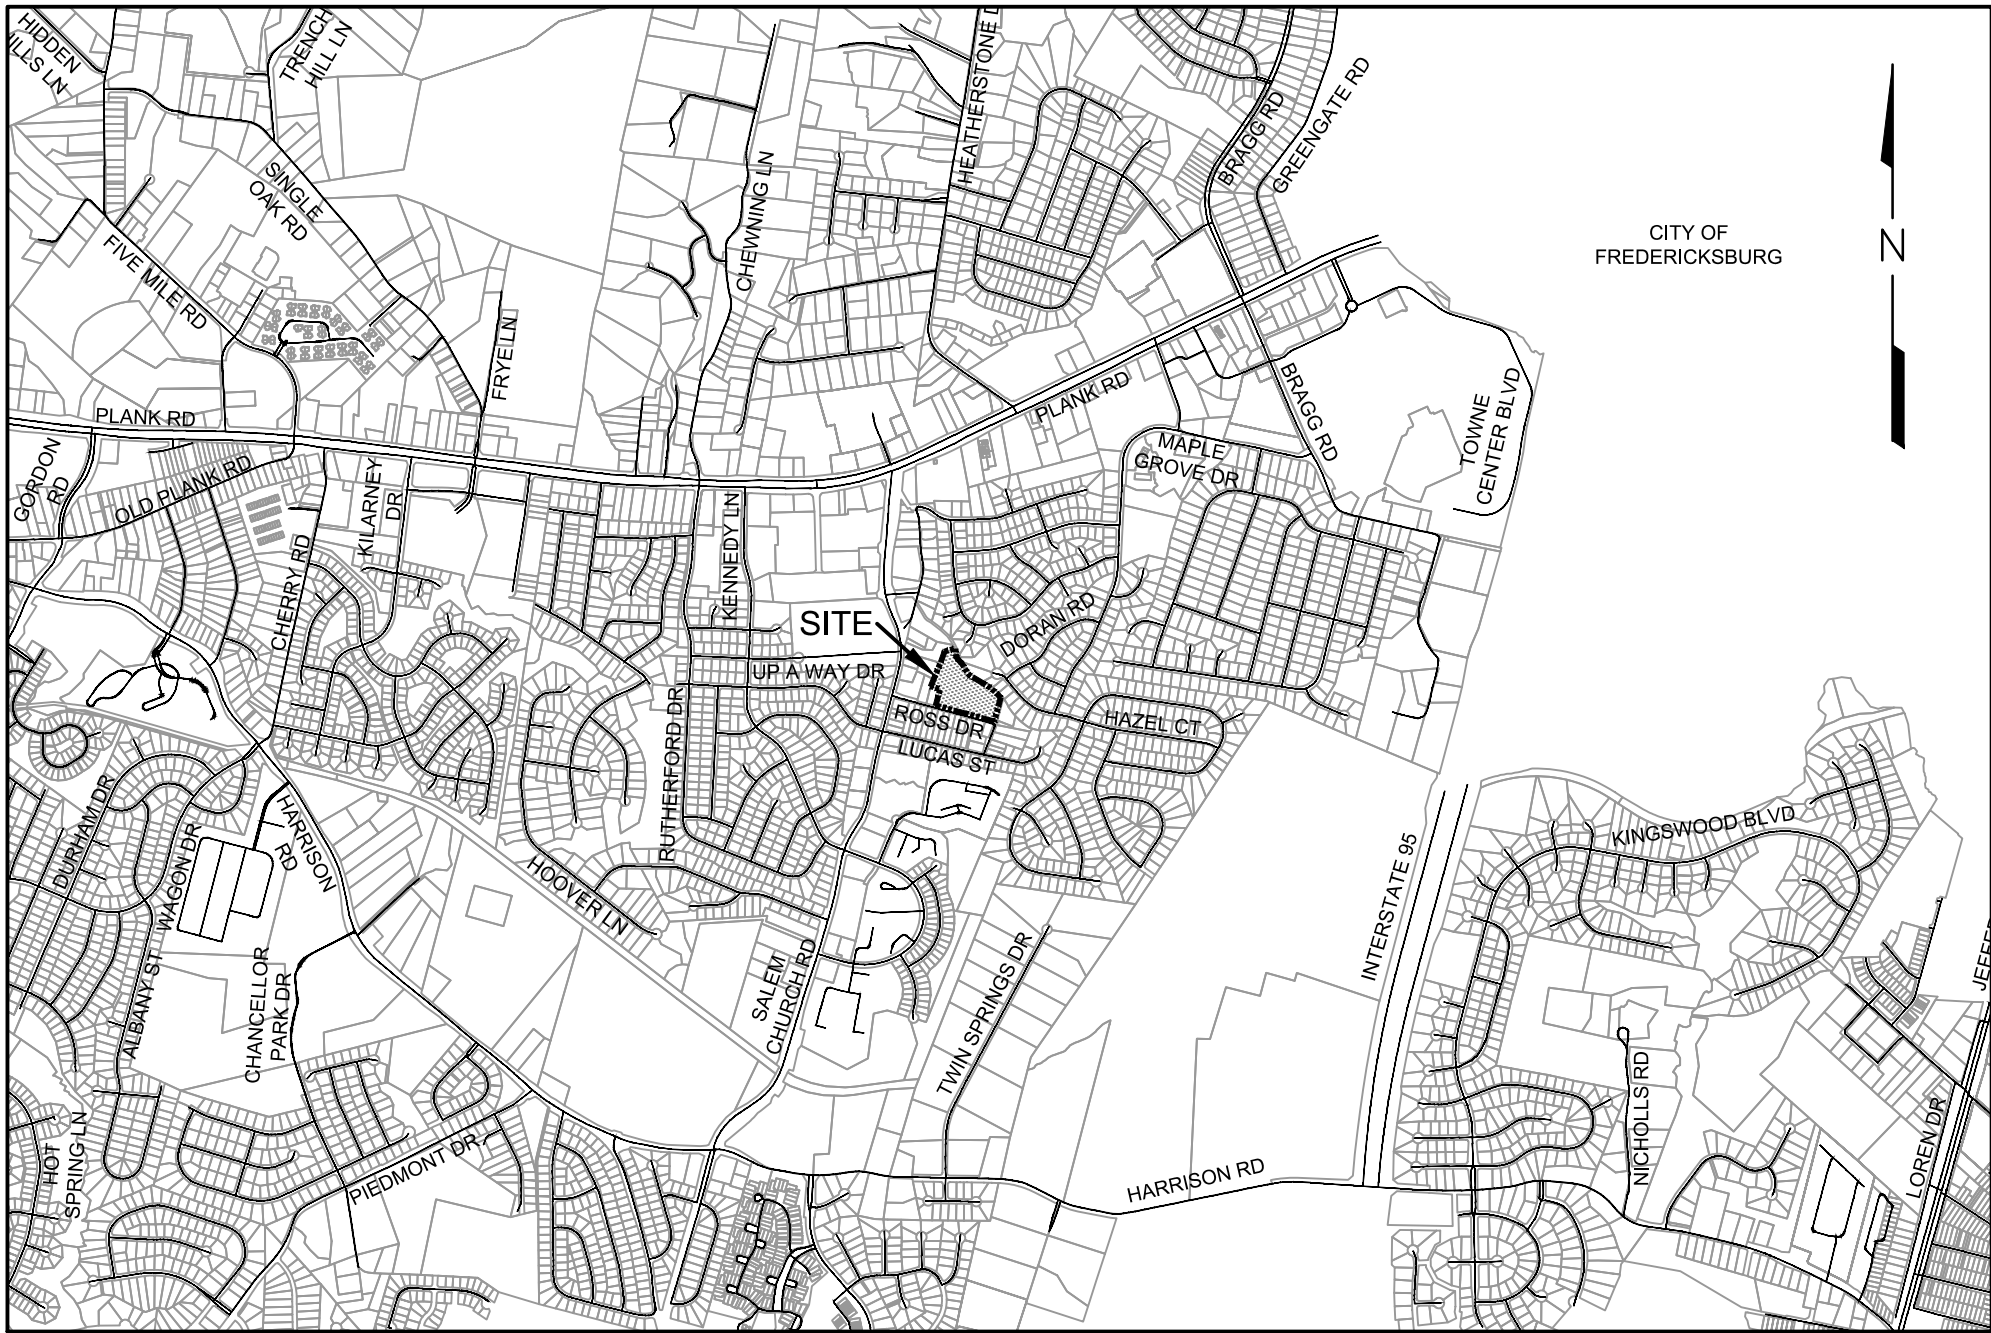 HIDDEN
HILLS LN
TRENCH
HILL LN
HEATHERSTONE D
BRAGG RD
GREENGATE RD
CITY OF
FREDERICKSBURG
N
SINGLE
OAK RD
FIVE MILE RD
CHEWNING LN
FRYE LN
PLANK RD
PLANK RD
BRAGG RD
TOWNE
CENTER BLVD
GORDON
RD
OLD PLANK RD
KILARNEY
DR
MAPLE
GROVE DR
CHERRY RD
KENNEDY LN
SITE
DORAN RD
UP A WAY DR
ROSS DR
HAZEL CT
LUCAS ST
RUTHERFORD DR
DURHAM DR
WAGON DR
HARRISON
RD
HOOVER LN
KINGSWOOD BLVD
INTERSTATE 95
ALBANY ST
CHANCELLOR
PARK DR
SALEM
CHURCH RD
TWIN SPRINGS DR
JEFFE
NICHOLLS RD
LOREN DR
HOT
SPRING LN
PIEDMONT DR
HARRISON RD